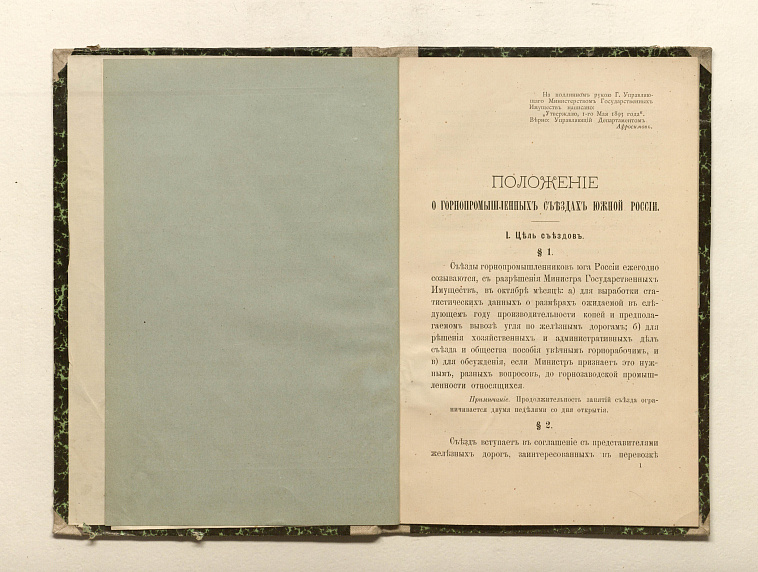 На подлинномъ рукою Г. Управляю-
щаго Министерствомъ Государственныхъ
Имуществъ написано
„Утверждаю, 1-го Мая 1893 года“.
Вѣрно: Управляющій Департаментомъ
Афросимовъ.
ПОЛОЖЕНІЕ
О ГОРНОПРОМЫШЛЕННЫХЪ СЪѢЗДАХЪ ЮЖНОЙ РОССІИ.
I. Цѣль съѣздовъ.
§ 1.
Съѣзды горнопромышленниковъ юга Россіи ежегодно
созываются, съ разрѣшенія Министра Государственныхъ
Имуществъ, въ октябрѣ мѣсяцѣ: а) для выработки ста-
тистическихъ данныхъ о размѣрахъ ожидаемой въ слѣ-
дующемъ году производительности копей и предпола-
гаемомъ вывозѣ угля по желѣзнымъ дорогамъ; б) для
рѣшенія хозяйственныхъ и административныхъ дѣлъ
съѣзда и общества пособія увѣчнымъ горнорабочимъ, и
в) для обсужденія, если Министръ признаетъ это нуж-
нымъ, разныхъ вопросовъ, до горнозаводской промыш-
ленности относящихся.
Примѣчаніе. Продолжительность занятій съѣзда огра-
ничивается двумя недѣлями со дня открытія.
§ 2.
Съѣздъ вступаетъ въ соглашеніе съ представителями
желѣзныхъ дорогъ, заинтересованныхъ въ перевозкѣ
1